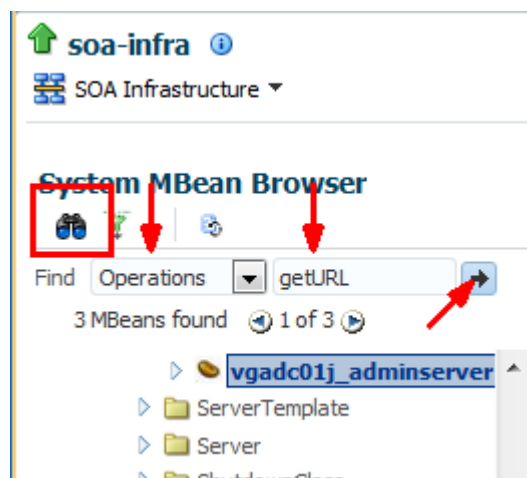 soa-infra
SOA Infrastructure
System MBean Browser
Find Operations getURL
3 MBeans found 1 of 3
vgadc01j_adminserver
ServerTemplate
Server
ShutdownClass